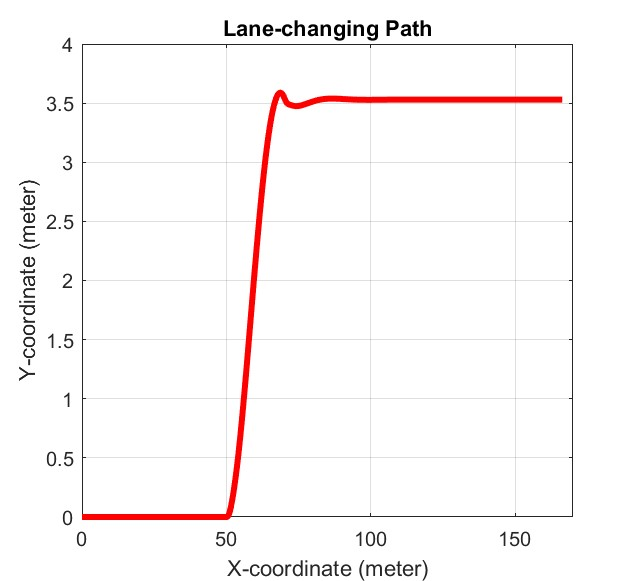 Lane-changing Path
4
3.5
3
2.5
2
1.5
1
0.5
0
Y-coordinate (meter)
0 50 100 150
X-coordinate (meter)